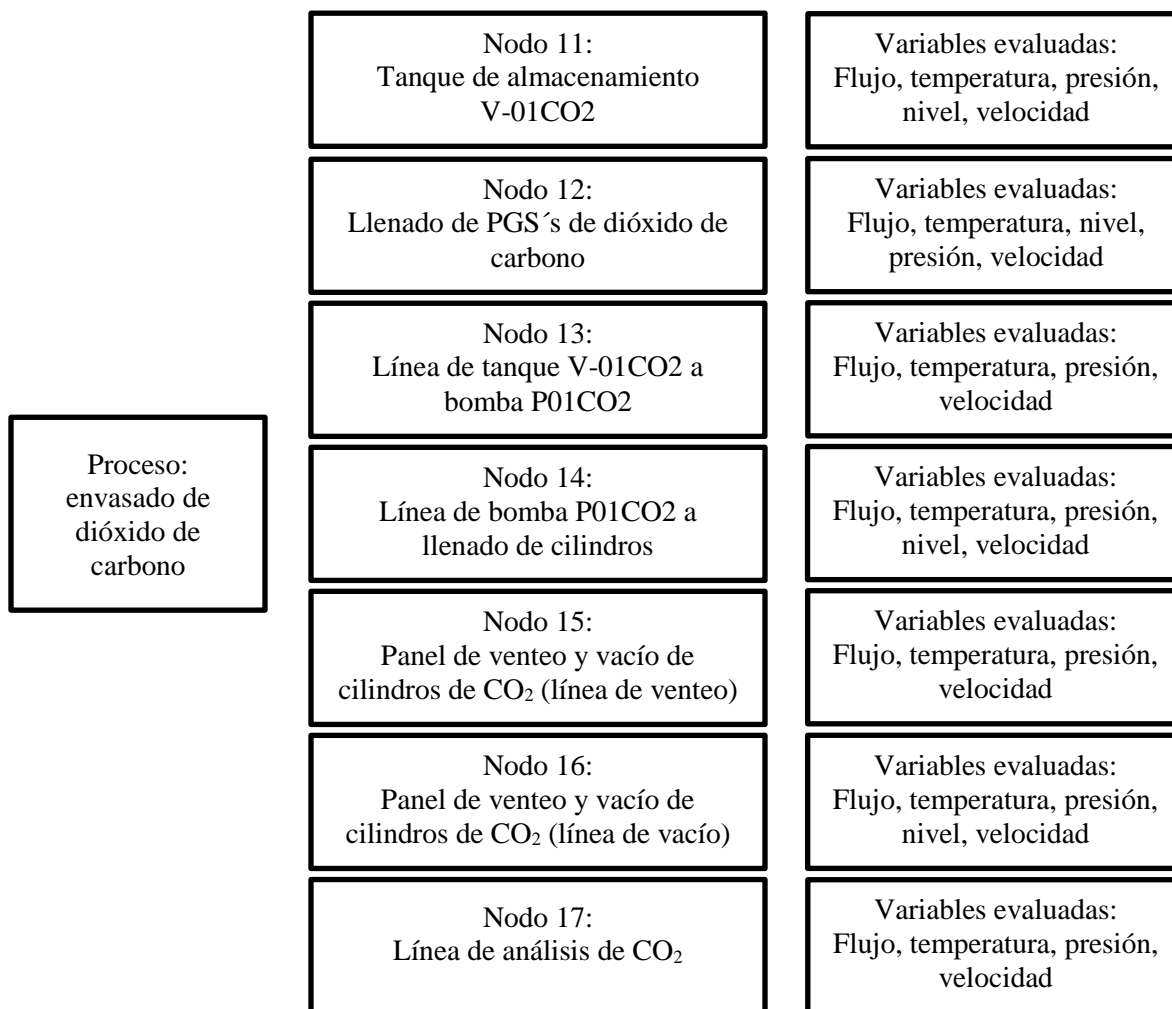 Proceso:
envasado de
dióxido de
carbono
Nodo 11:
Tanque de almacenamiento
V-01CO2
Variables evaluadas:
Flujo, temperatura, presión,
nivel, velocidad
Nodo 12:
Llenado de PGS´s de dióxido de
carbono
Variables evaluadas:
Flujo, temperatura, nivel,
presión, velocidad
Nodo 13:
Línea de tanque V-01CO2 a
bomba P01CO2
Variables evaluadas:
Flujo, temperatura, presión,
velocidad
Nodo 14:
Línea de bomba P01CO2 a
llenado de cilindros
Variables evaluadas:
Flujo, temperatura, presión,
nivel, velocidad
Nodo 15:
Panel de venteo y vacío de
cilindros de CO₂ (línea de venteo)
Variables evaluadas:
Flujo, temperatura, presión,
velocidad
Nodo 16:
Panel de venteo y vacío de
cilindros de CO₂ (línea de vacío)
Variables evaluadas:
Flujo, temperatura, presión,
nivel, velocidad
Nodo 17:
Línea de análisis de CO₂
Variables evaluadas:
Flujo, temperatura, presión,
velocidad